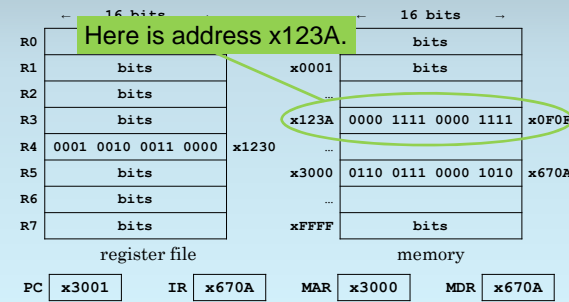 ← 16 bits → ← 16 bits →
Here is address x123A.
R0 bits
R1 bits x0001 bits
R2 bits …
R3 bits x123A 0000 1111 0000 1111 x0F0F
R4 0001 0010 0011 0000 x1230 …
R5 bits x3000 0110 0111 0000 1010 x670A
R6 bits …
R7 bits xFFFF bits
register file memory
PC x3001 IR x670A MAR x3000 MDR x670A